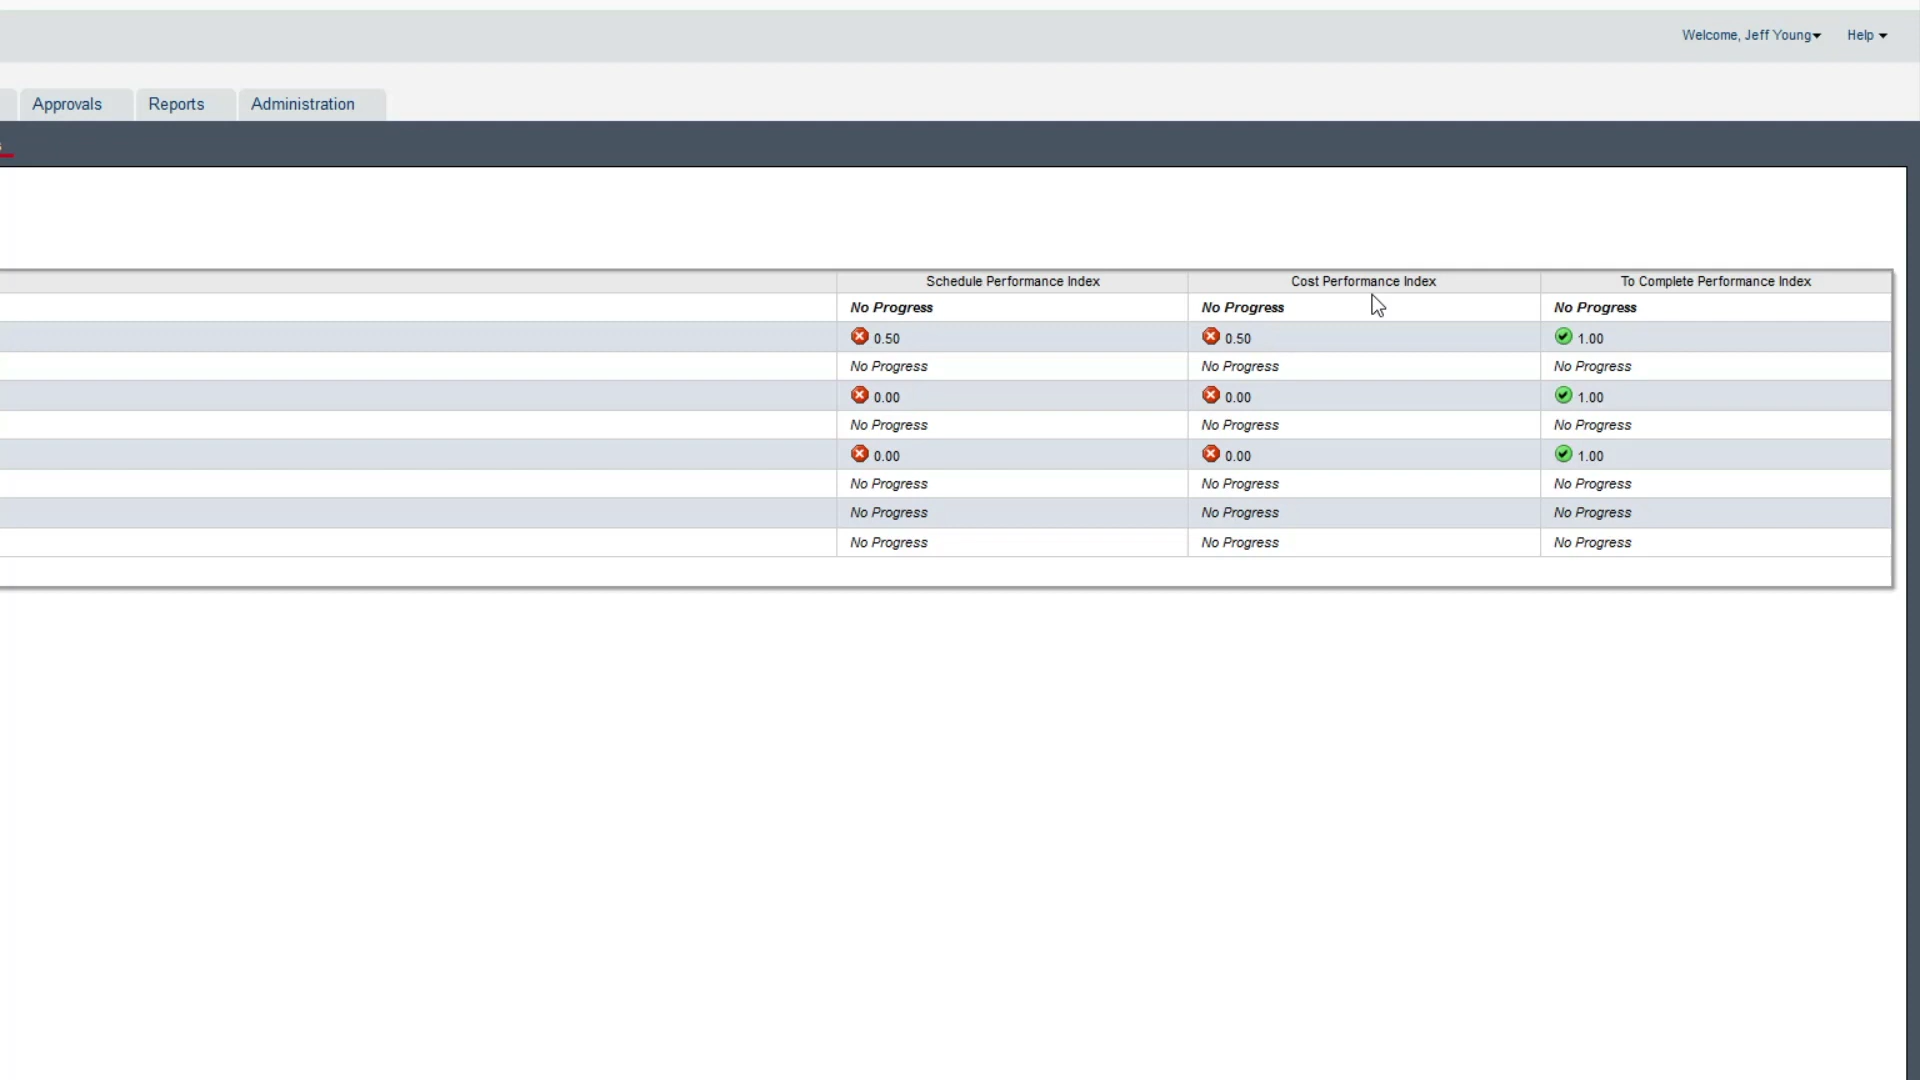 Welcome, Jeff Young Help
Approvals Reports Administration
Schedule Performance Index Cost Performance Index To Complete Performance Index
No Progress No Progress No Progress
0.50 0.50 1.00
No Progress No Progress No Progress
0.00 0.00 1.00
No Progress No Progress No Progress
0.00 0.00 1.00
No Progress No Progress No Progress
No Progress No Progress No Progress
No Progress No Progress No Progress